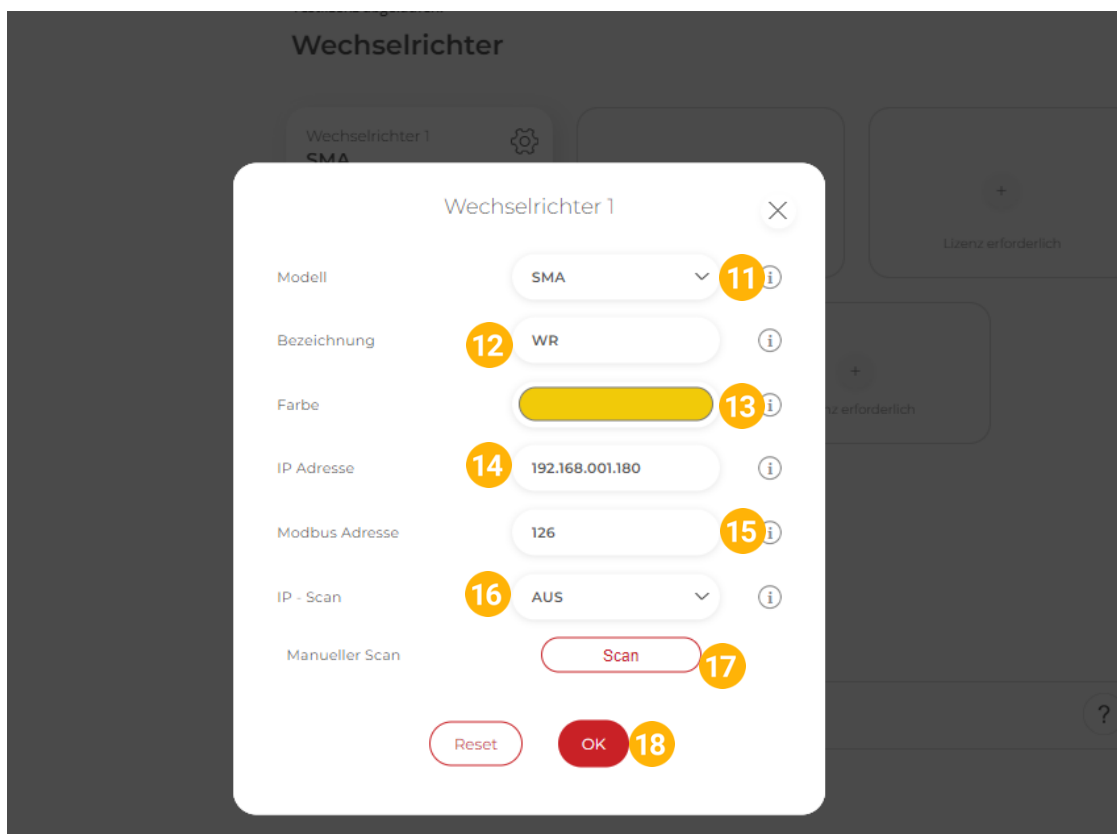 Wechselrichter
Wechselrichter 1
SMA
+
Lizenz erforderlich
+
erforderlich
Wechselrichter 1
Modell SMA 11 i
Bezeichnung 12 WR i
Farbe 13 i
IP Adresse 14 192.168.001.180 i
Modbus Adresse 126 15 i
IP - Scan 16 AUS i
Manueller Scan Scan 17
Reset OK 18
?